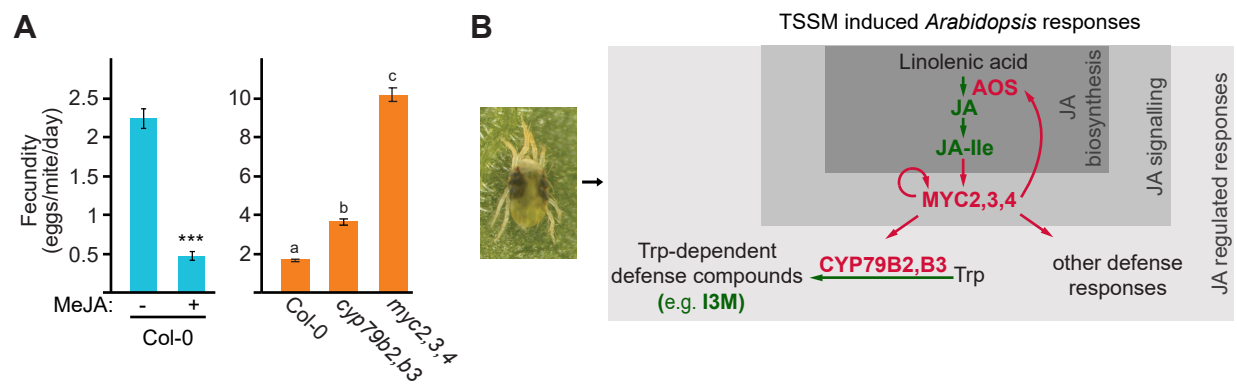 A
Fecundity
(eggs/mite/day)
2.5
2
1.5
1
0.5
***
MeJA:
-
+
Col-0
10
8
6
4
2
a
b
c
Col-0
cyp79b2,b3
myc2,3,4
B
TSSM induced Arabidopsis responses
Linolenic acid
AOS
JA
JA-Ile
JA
biosynthesis
MYC2,3,4
JA signalling
JA regulated responses
Trp-dependent
defense compounds
(e.g. I3M)
CYP79B2,B3
Trp
other defense
responses